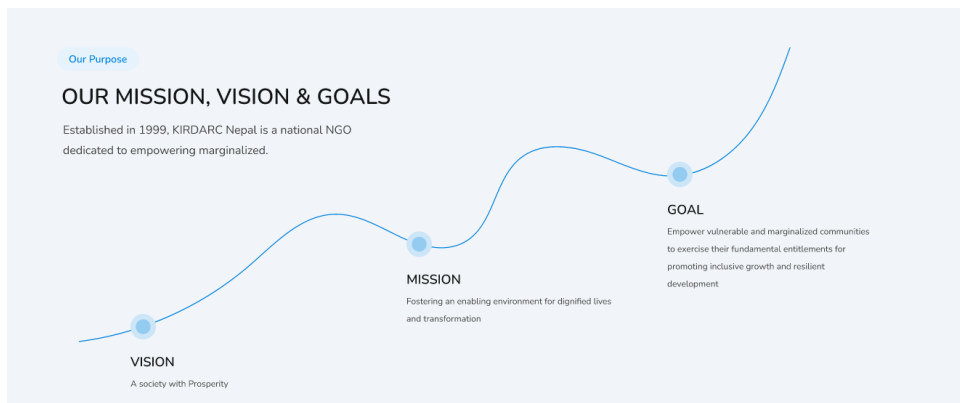 Our Purpose
OUR MISSION, VISION & GOALS
Established in 1999, KIRDARC Nepal is a national NGO
dedicated to empowering marginalized.
GOAL
Empower vulnerable and marginalized communities
to exercise their fundamental entitlements for
promoting inclusive growth and resilient
development
MISSION
Fostering an enabling environment for dignified lives
and transformation
VISION
A society with Prosperity